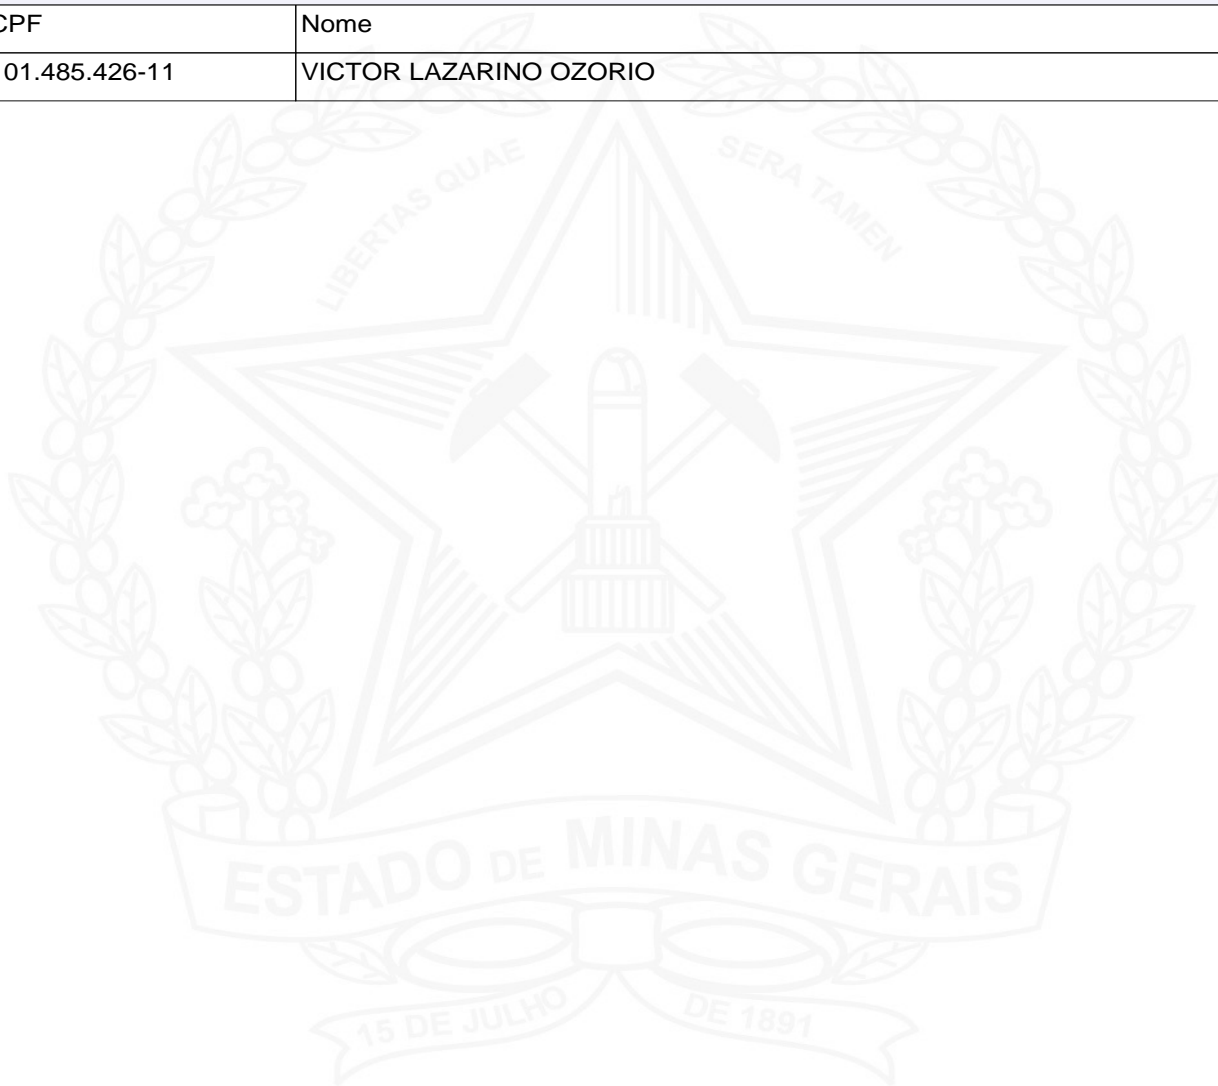 CPF Nome
01.485.426-11 VICTOR LAZARINO OZORIO
LIBERTAS QUAE SERA TAMEN
ESTADO DE MINAS GERAIS
15 DE JULHO DE 1891